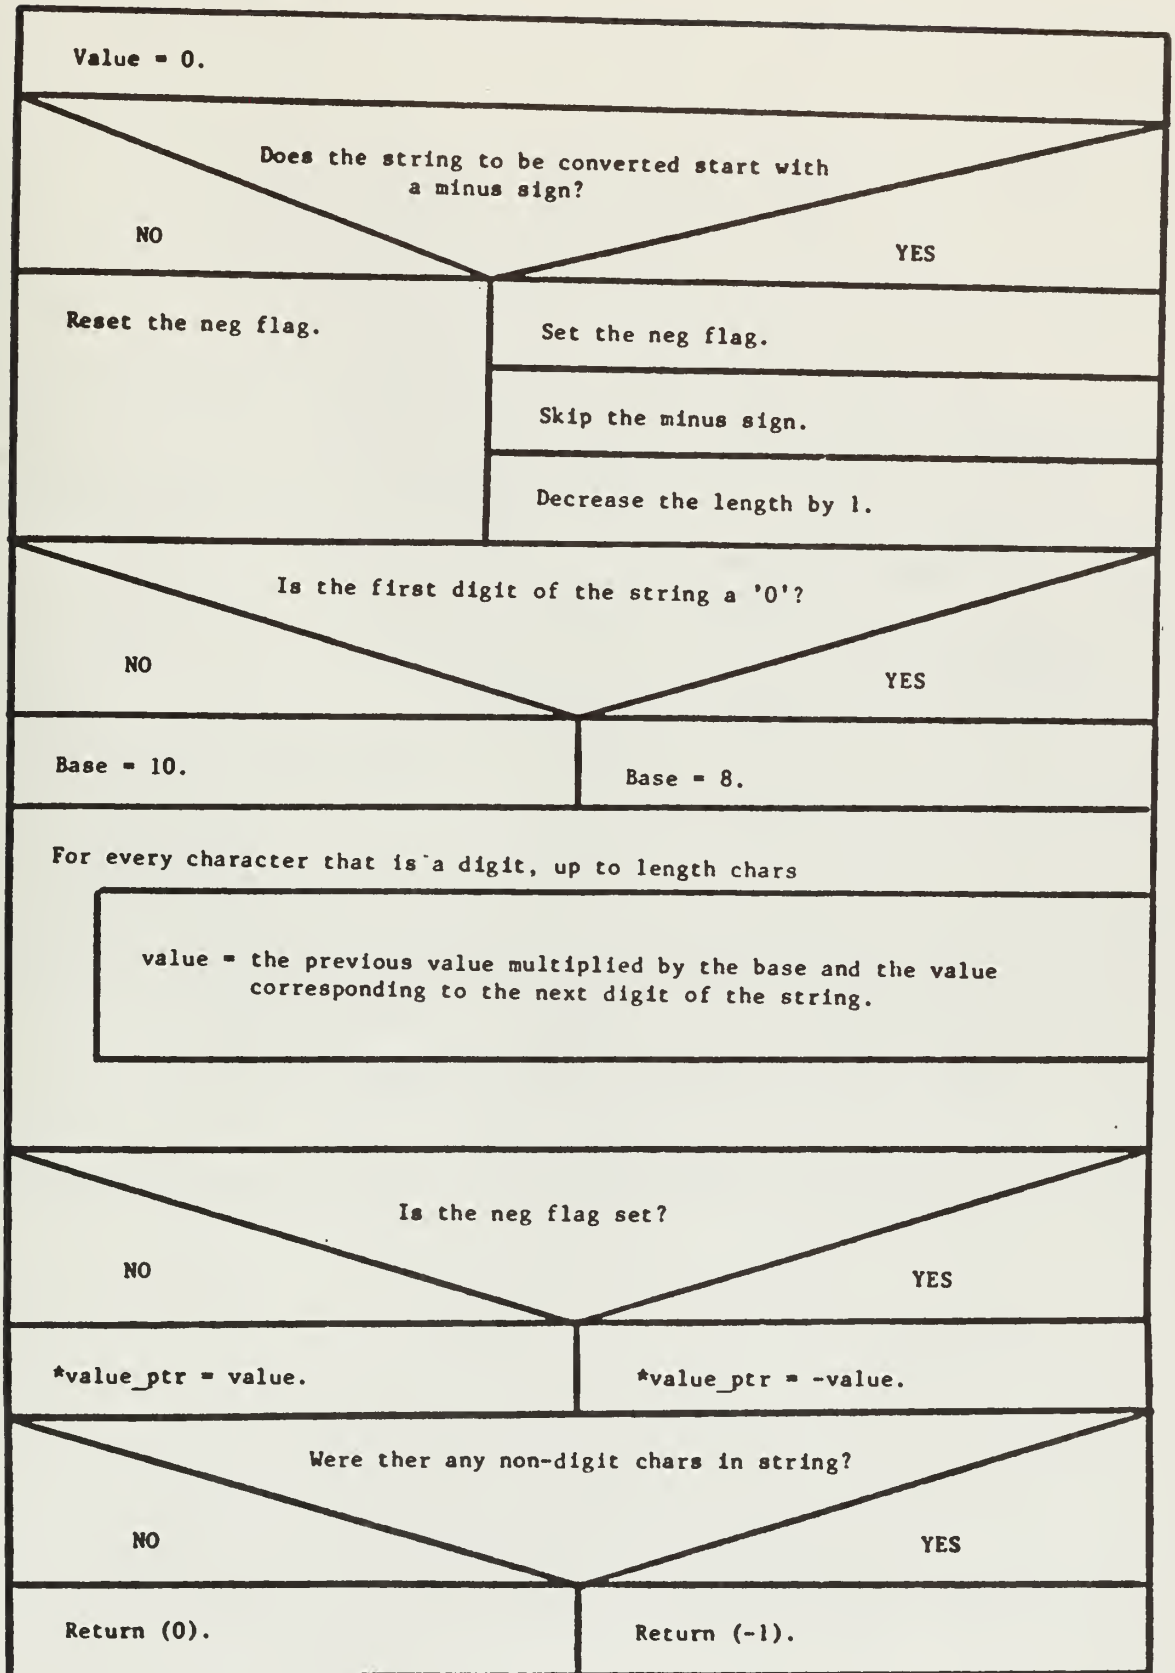 Value = 0.
Does the string to be converted start with
a minus sign?
NO
YES
Reset the neg flag.
Set the neg flag.
Skip the minus sign.
Decrease the length by 1.
Is the first digit of the string a '0'?
NO
YES
Base = 10.
Base = 8.
For every character that is a digit, up to length chars
value = the previous value multiplied by the base and the value
corresponding to the next digit of the string.
Is the neg flag set?
NO
YES
*value_ptr = value.
*value_ptr = -value.
Were ther any non-digit chars in string?
NO
YES
Return (0).
Return (-1).